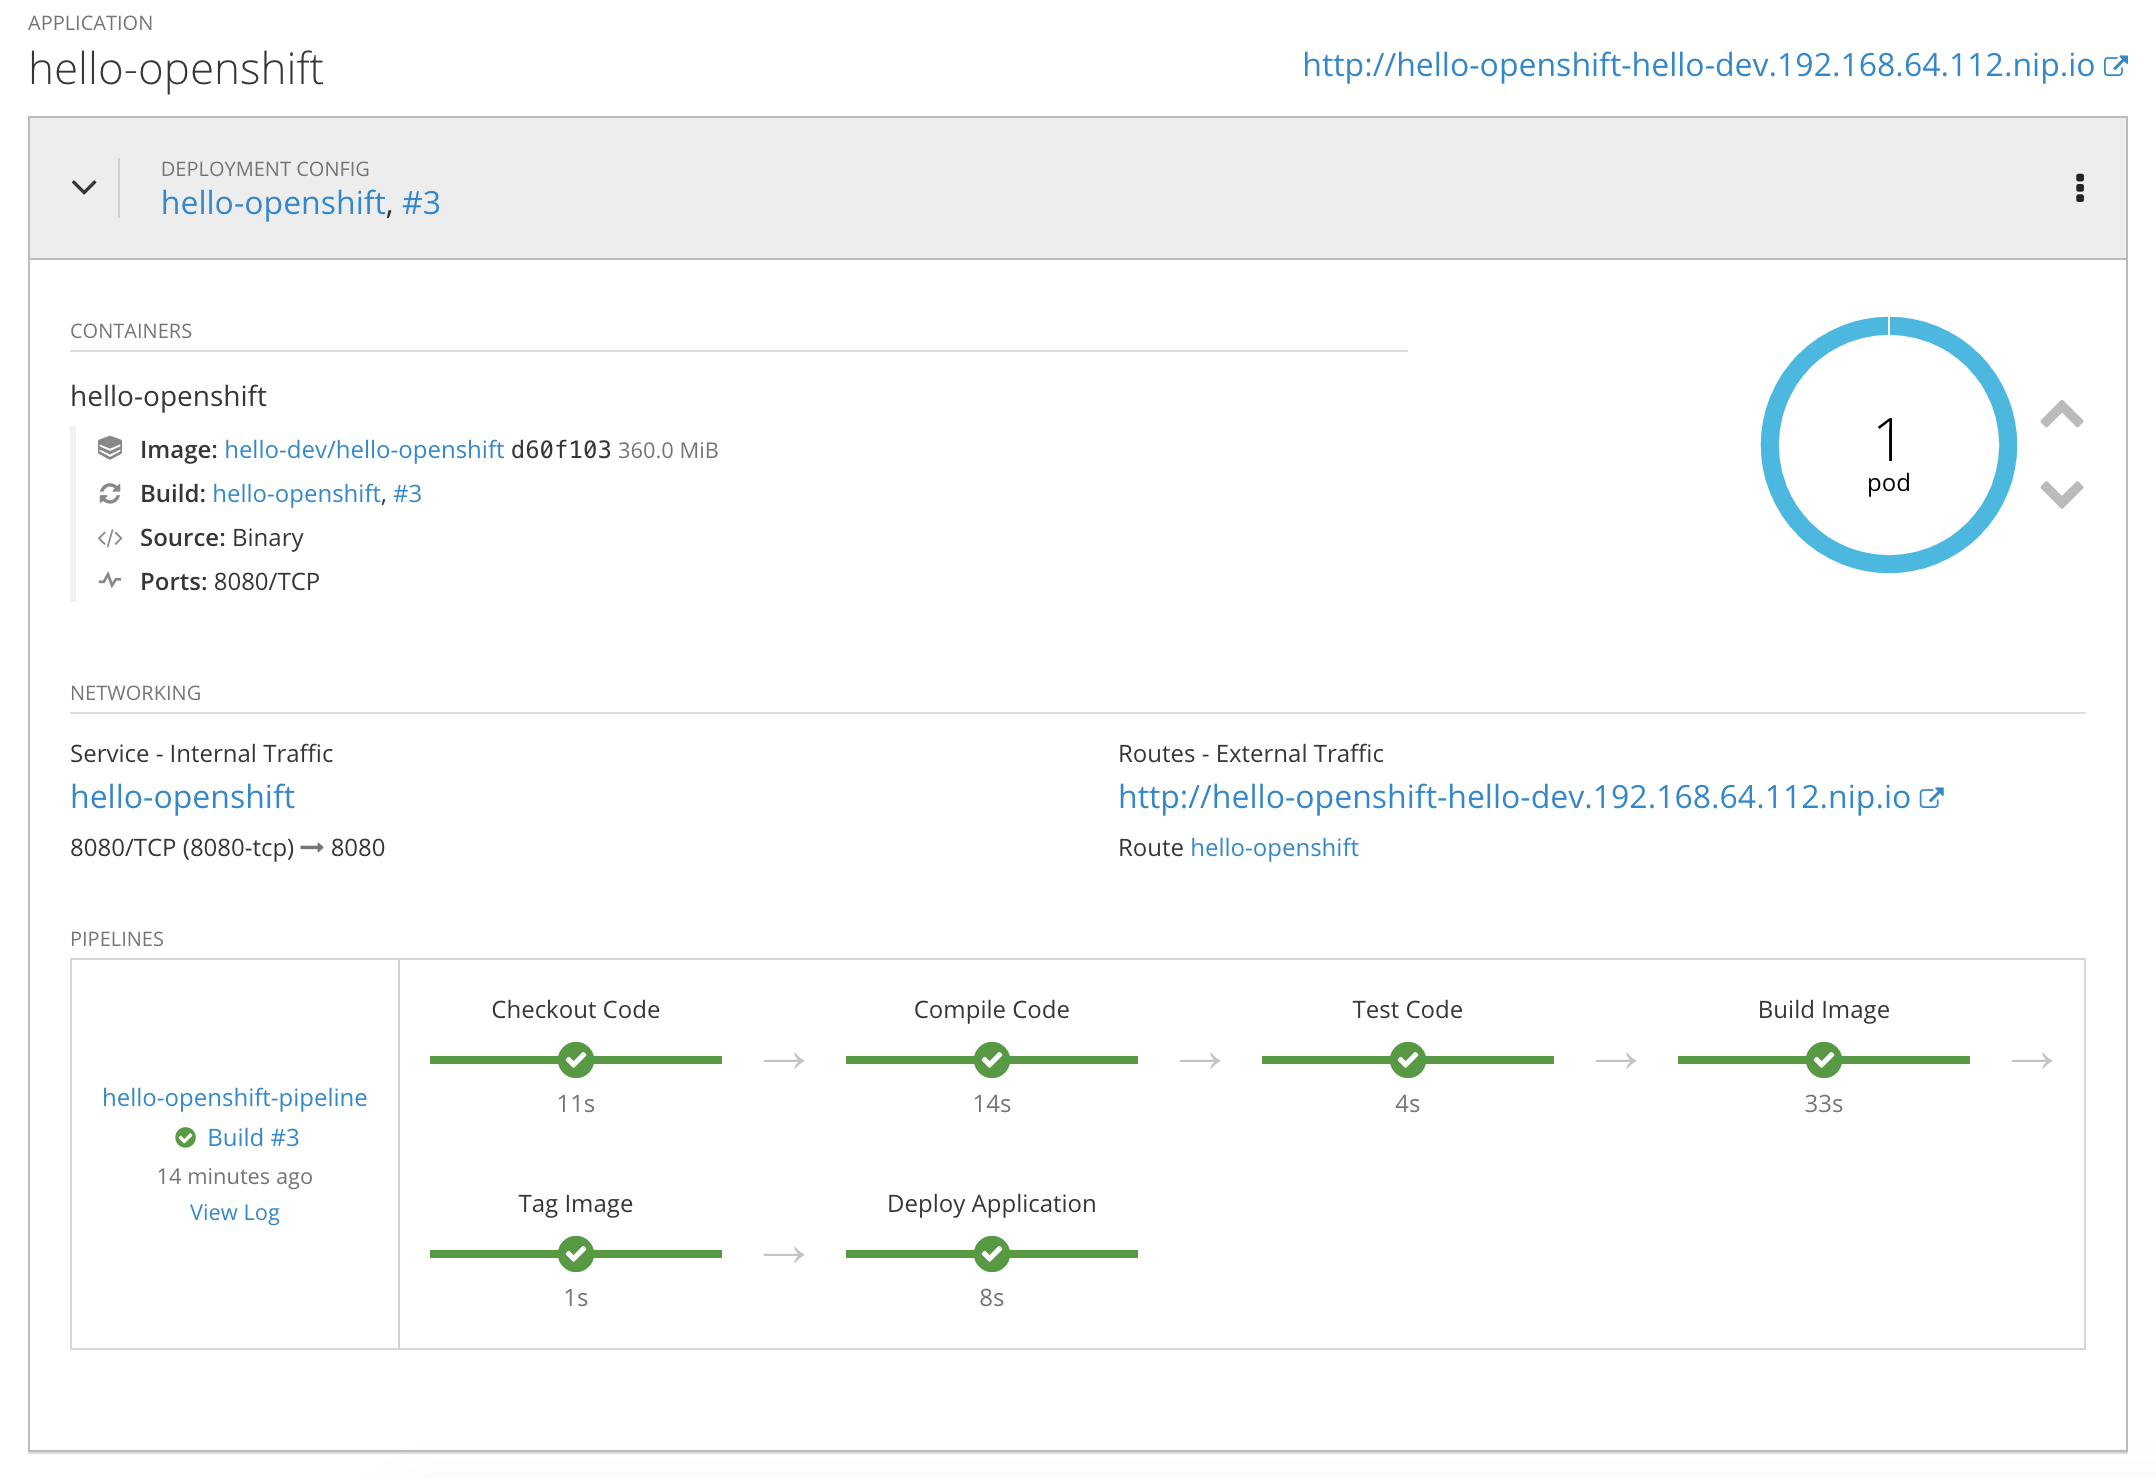 APPLICATION
hello-openshift
http://hello-openshift-hello-dev.192.168.64.112.nip.io
DEPLOYMENT CONFIG
hello-openshift, #3
CONTAINERS
hello-openshift
Image: hello-dev/hello-openshift d60f103 360.0 MiB
Build: hello-openshift, #3
Source: Binary
Ports: 8080/TCP
1
pod
NETWORKING
Service - Internal Traffic
hello-openshift
8080/TCP (8080-tcp) → 8080
Routes - External Traffic
http://hello-openshift-hello-dev.192.168.64.112.nip.io
Route hello-openshift
PIPELINES
hello-openshift-pipeline
Build #3
14 minutes ago
View Log
Checkout Code
11s
Compile Code
14s
Test Code
4s
Build Image
33s
Tag Image
1s
Deploy Application
8s